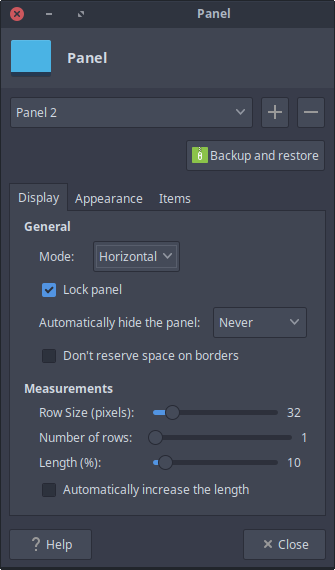 Panel
Panel
Panel 2
Backup and restore
Display Appearance Items
General
Mode: Horizontal
Lock panel
Automatically hide the panel: Never
Don't reserve space on borders
Measurements
Row Size (pixels): 32
Number of rows: 1
Length (%): 10
Automatically increase the length
? Help × Close